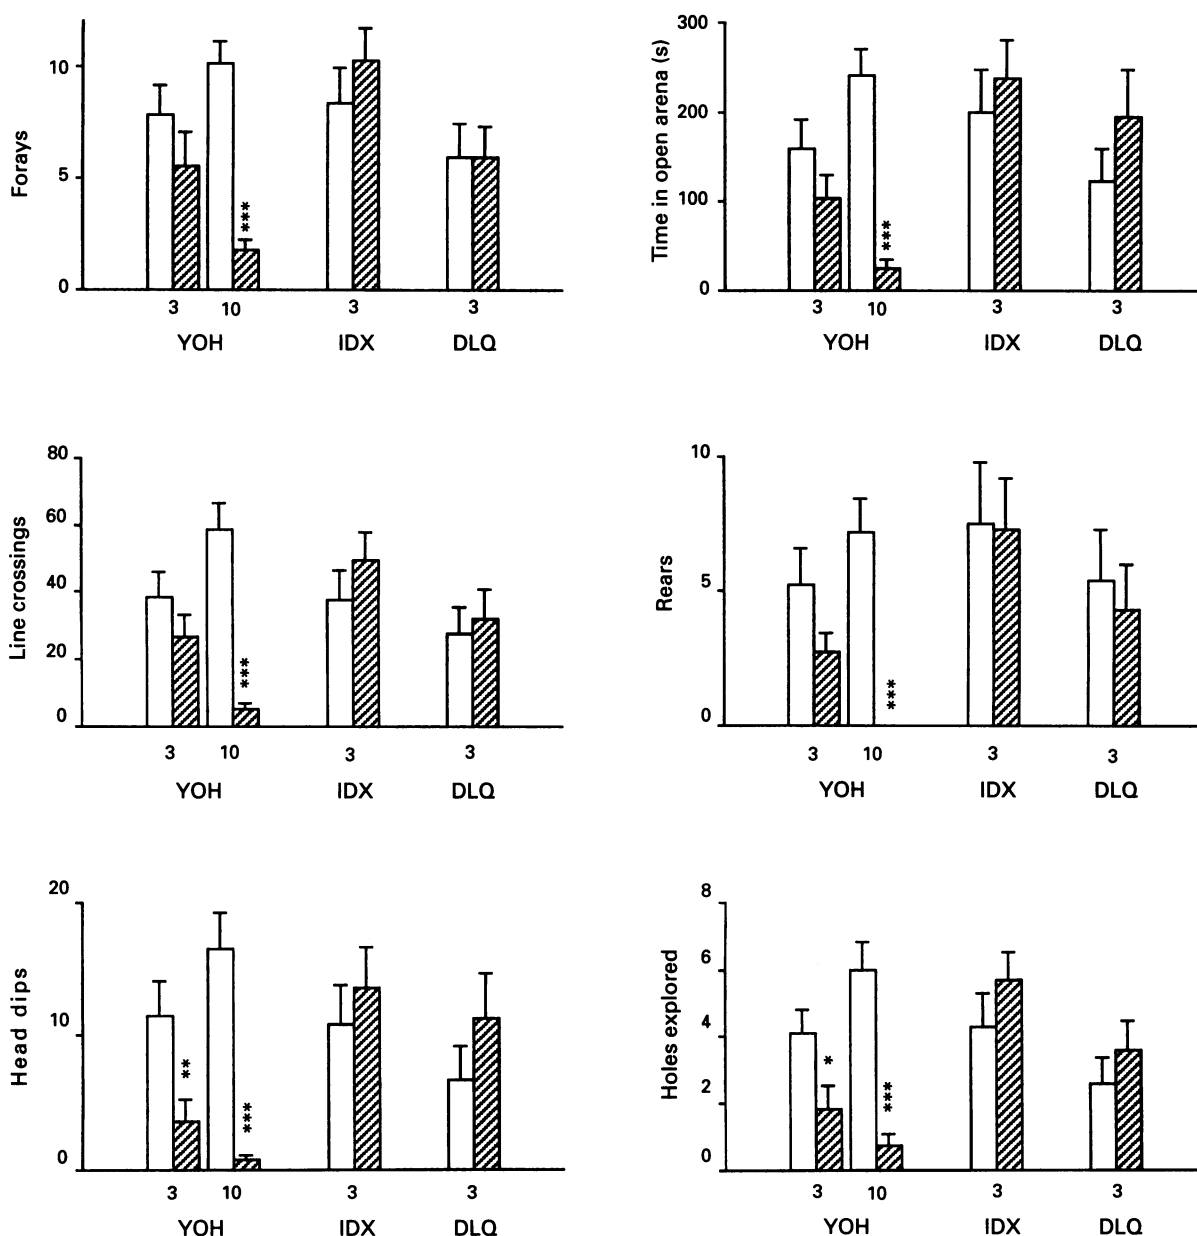 Forays
10
5
0
***
3 10 3 3
YOH IDX DLQ
Time in open arena (s)
300
200
100
0
***
3 10 3 3
YOH IDX DLQ
Line crossings
80
60
40
20
0
***
3 10 3 3
YOH IDX DLQ
Rears
10
5
0
***
3 10 3 3
YOH IDX DLQ
Head dips
20
10
0
**
***
3 10 3 3
YOH IDX DLQ
Holes explored
8
6
4
2
0
*
***
3 10 3 3
YOH IDX DLQ